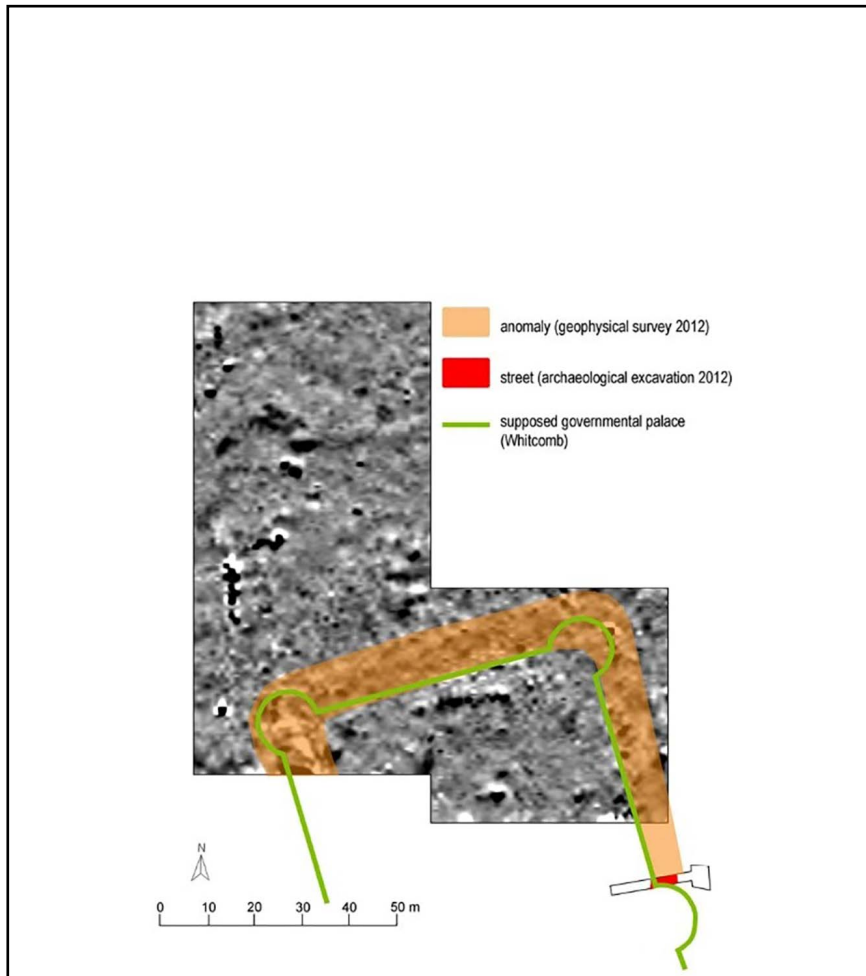 anomaly (geophysical survey 2012)
street (archaeological excavation 2012)
supposed governmental palace
(Whitcomb)
N
0 10 20 30 40 50 m